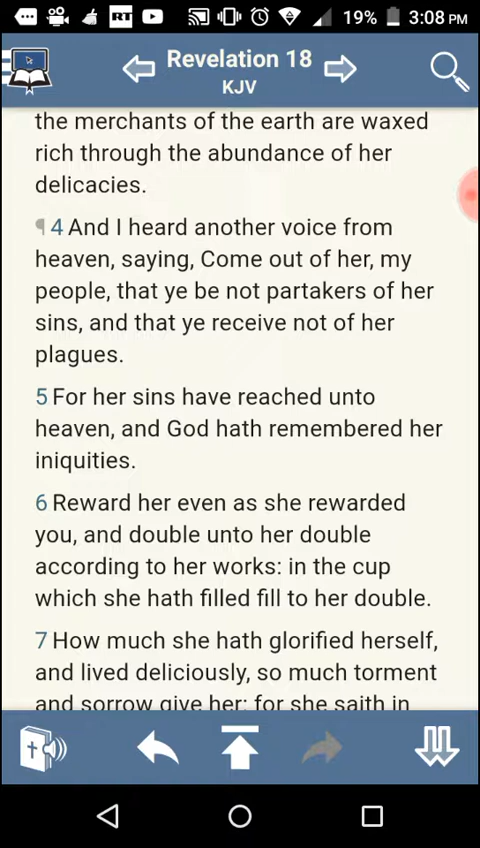 RT 19% 3:08 PM
Revelation 18
KJV
the merchants of the earth are waxed
rich through the abundance of her
delicacies.
¶ 4 And I heard another voice from
heaven, saying, Come out of her, my
people, that ye be not partakers of her
sins, and that ye receive not of her
plagues.
5 For her sins have reached unto
heaven, and God hath remembered her
iniquities.
6 Reward her even as she rewarded
you, and double unto her double
according to her works: in the cup
which she hath filled fill to her double.
7 How much she hath glorified herself,
and lived deliciously, so much torment
and sorrow give her: for she saith in